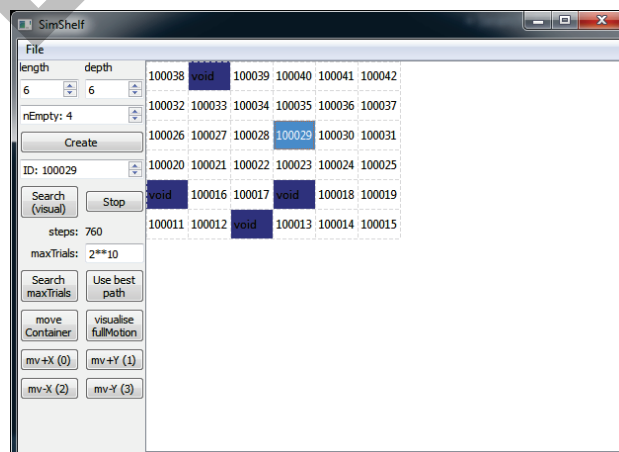 SimShelf
File
length depth
6 6
nEmpty: 4
Create
ID: 100029
Search
(visual)
Stop
steps: 760
maxTrials: 2**10
Search
maxTrials
Use best
path
move
Container
visualise
fullMotion
mv+X (0) mv+Y (1)
mv-X (2) mv-Y (3)
100038 void 100039 100040 100041 100042
100032 100033 100034 100035 100036 100037
100026 100027 100028 100029 100030 100031
100020 100021 100022 100023 100024 100025
void 100016 100017 void 100018 100019
100011 100012 void 100013 100014 100015